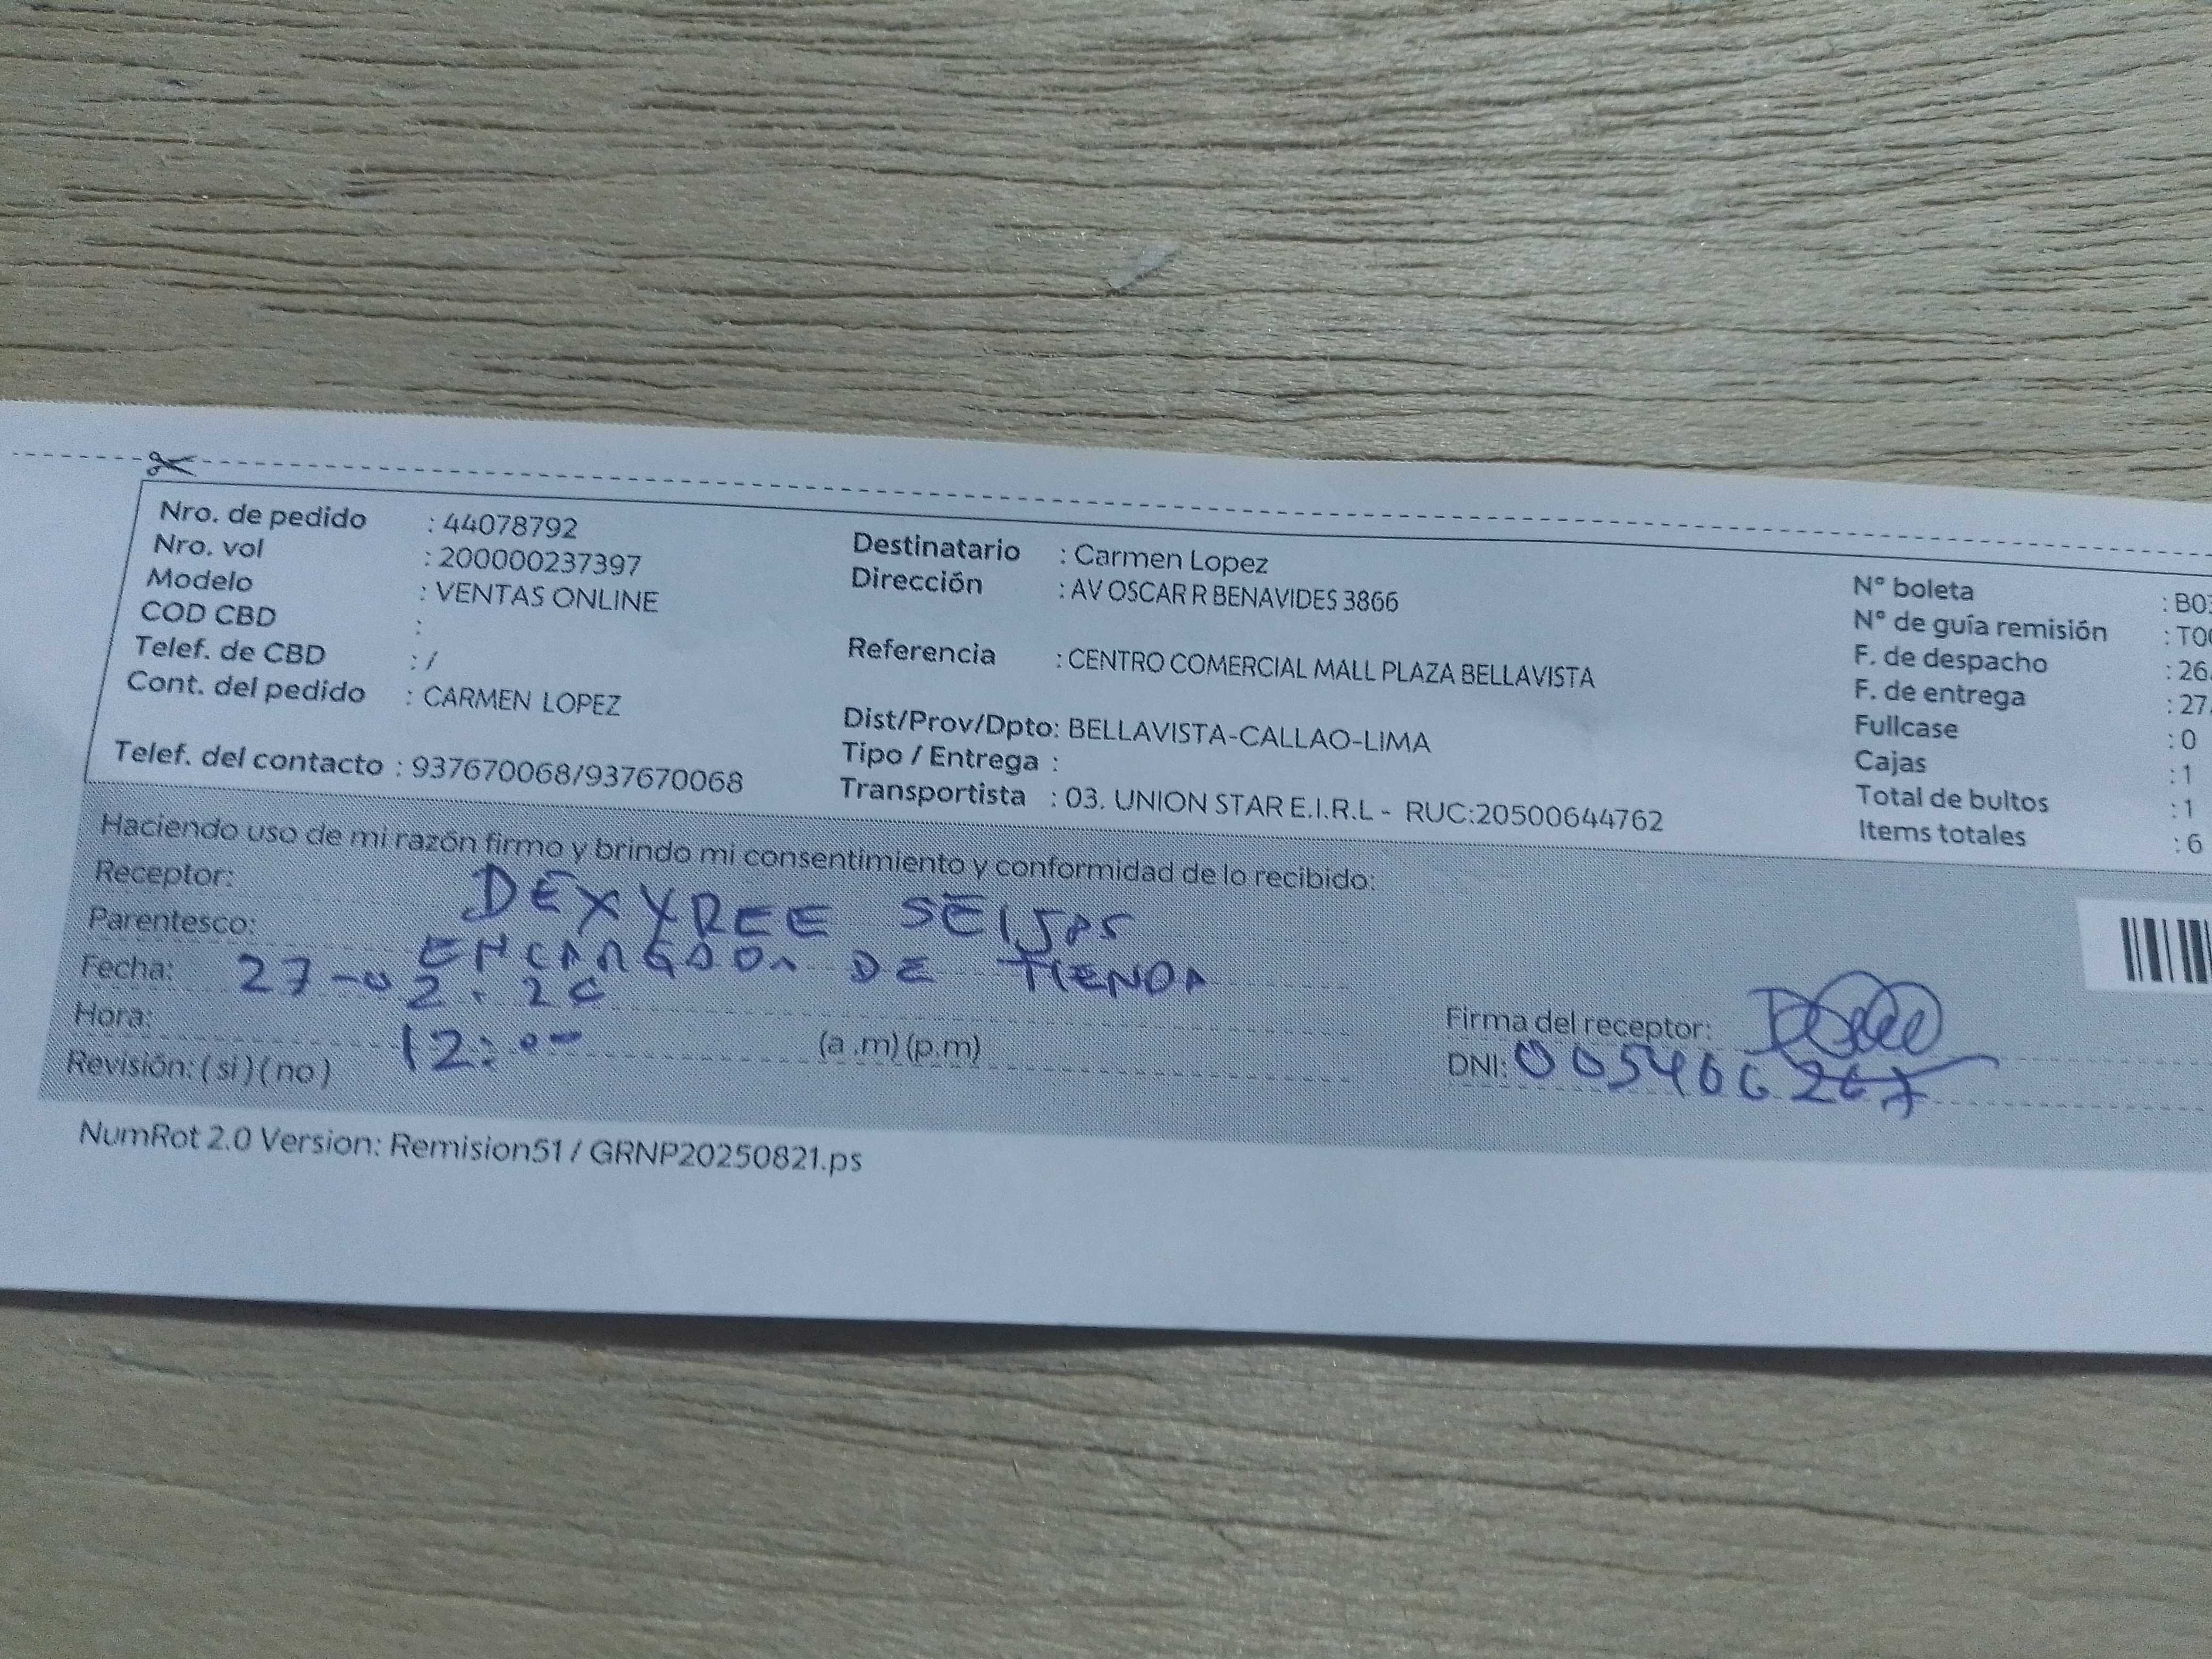 Nro. de pedido : 44078792
Nro. vol : 200000237397
Modelo : VENTAS ONLINE
COD CBD :
Telef. de CBD : /
Cont. del pedido : CARMEN LOPEZ
Telef. del contacto : 937670068/937670068
Destinatario : Carmen Lopez
Dirección : AV OSCAR R BENAVIDES 3866
Referencia : CENTRO COMERCIAL MALL PLAZA BELLAVISTA
Dist/Prov/Dpto: BELLAVISTA-CALLAO-LIMA
Tipo / Entrega :
Transportista : 03. UNION STAR E.I.R.L - RUC:20500644762
N° boleta : B03
N° de guía remisión : T00
F. de despacho : 26.
F. de entrega : 27.
Fullcase : 0
Cajas : 1
Total de bultos : 1
Items totales : 6
Haciendo uso de mi razón firmo y brindo mi consentimiento y conformidad de lo recibido:
Receptor: DEXYREE
Parentesco: ENCARGADA DE TIENDA
Fecha: 27-02.
Hora: 12:00 (a .m) (p.m)
Revisión: ( si ) ( no )
Firma del receptor:
DNI:
NumRot 2.0 Version: Remision51 / GRNP20250821.ps